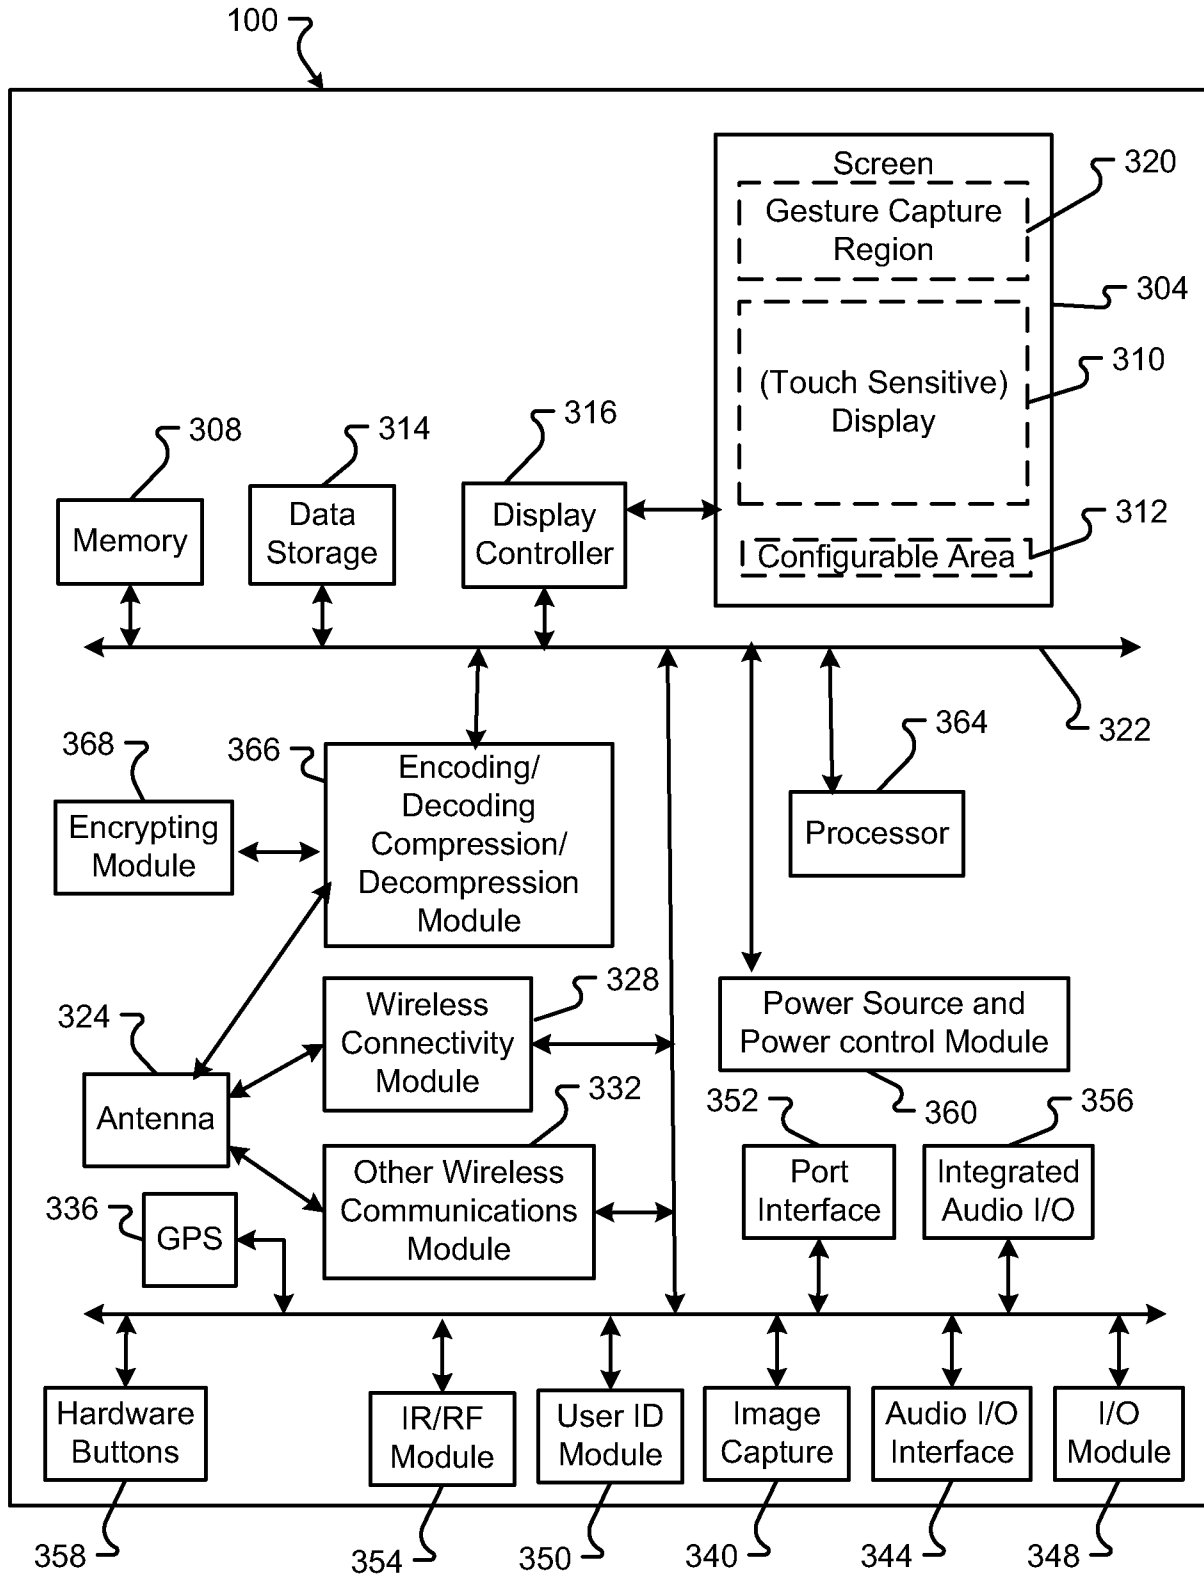 100
Screen
320
Gesture Capture
Region
304
310
(Touch Sensitive)
Display
308
314
316
Memory
Data
Storage
Display
Controller
312
Configurable Area
322
368
366
364
Encrypting
Module
Encoding/
Decoding
Compression/
Decompression
Module
Processor
324
328
Wireless
Connectivity
Module
Power Source and
Power control Module
Antenna
332
352
360
356
Other Wireless
Communications
Module
Port
Interface
Integrated
Audio I/O
336
GPS
Hardware
Buttons
IR/RF
Module
User ID
Module
Image
Capture
Audio I/O
Interface
I/O
Module
358
354
350
340
344
348